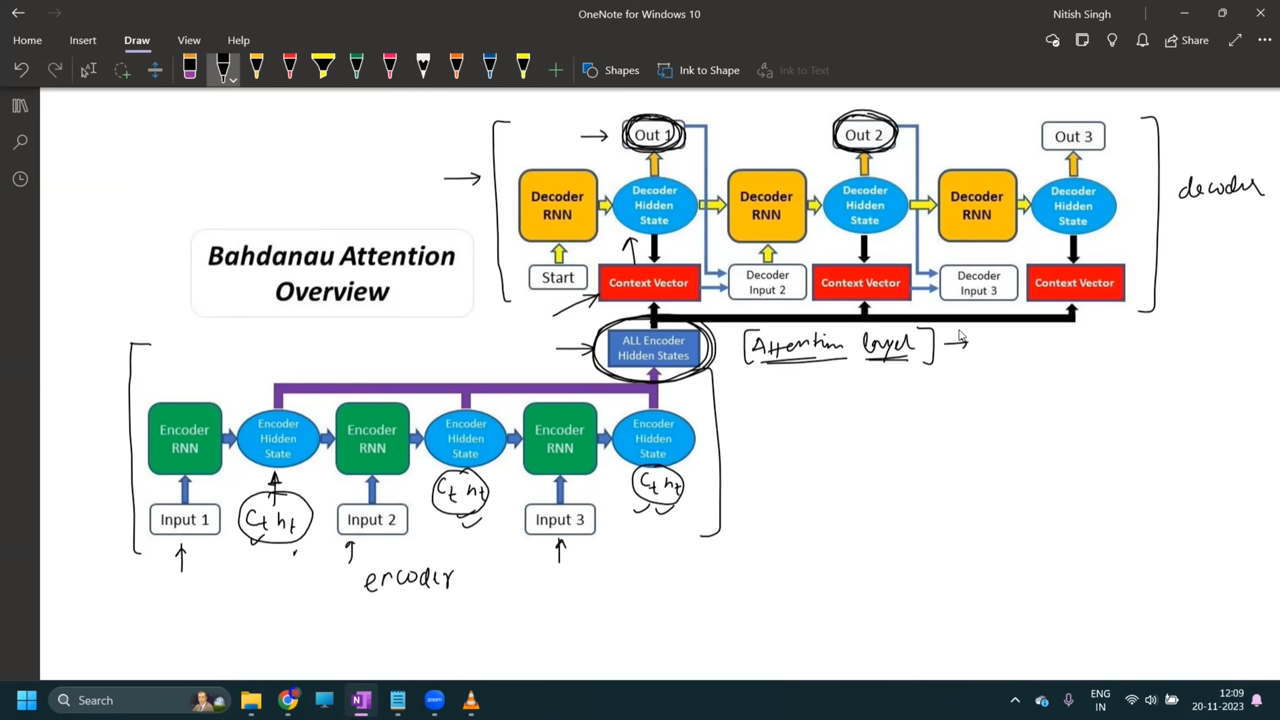 OneNote for Windows 10
Nitish Singh
Home
Insert
Draw
View
Help
Share
Shapes
Ink to Shape
Ink to Text
Out 1
Out 2
Out 3
Decoder
RNN
Decoder
Hidden
State
Decoder
RNN
Decoder
Hidden
State
Decoder
RNN
Decoder
Hidden
State
decoder
Bahdanau Attention
Overview
Start
Context Vector
Decoder
Input 2
Context Vector
Decoder
Input 3
Context Vector
ALL Encoder
Hidden States
[Attention layer]
Encoder
RNN
Encoder
Hidden
State
Encoder
RNN
Encoder
Hidden
State
Encoder
RNN
Encoder
Hidden
State
Ct ht
Ct ht
Input 1
Ct ht
Input 2
Input 3
encoder
Search
zoom
ENG
IN
12:09
20-11-2023